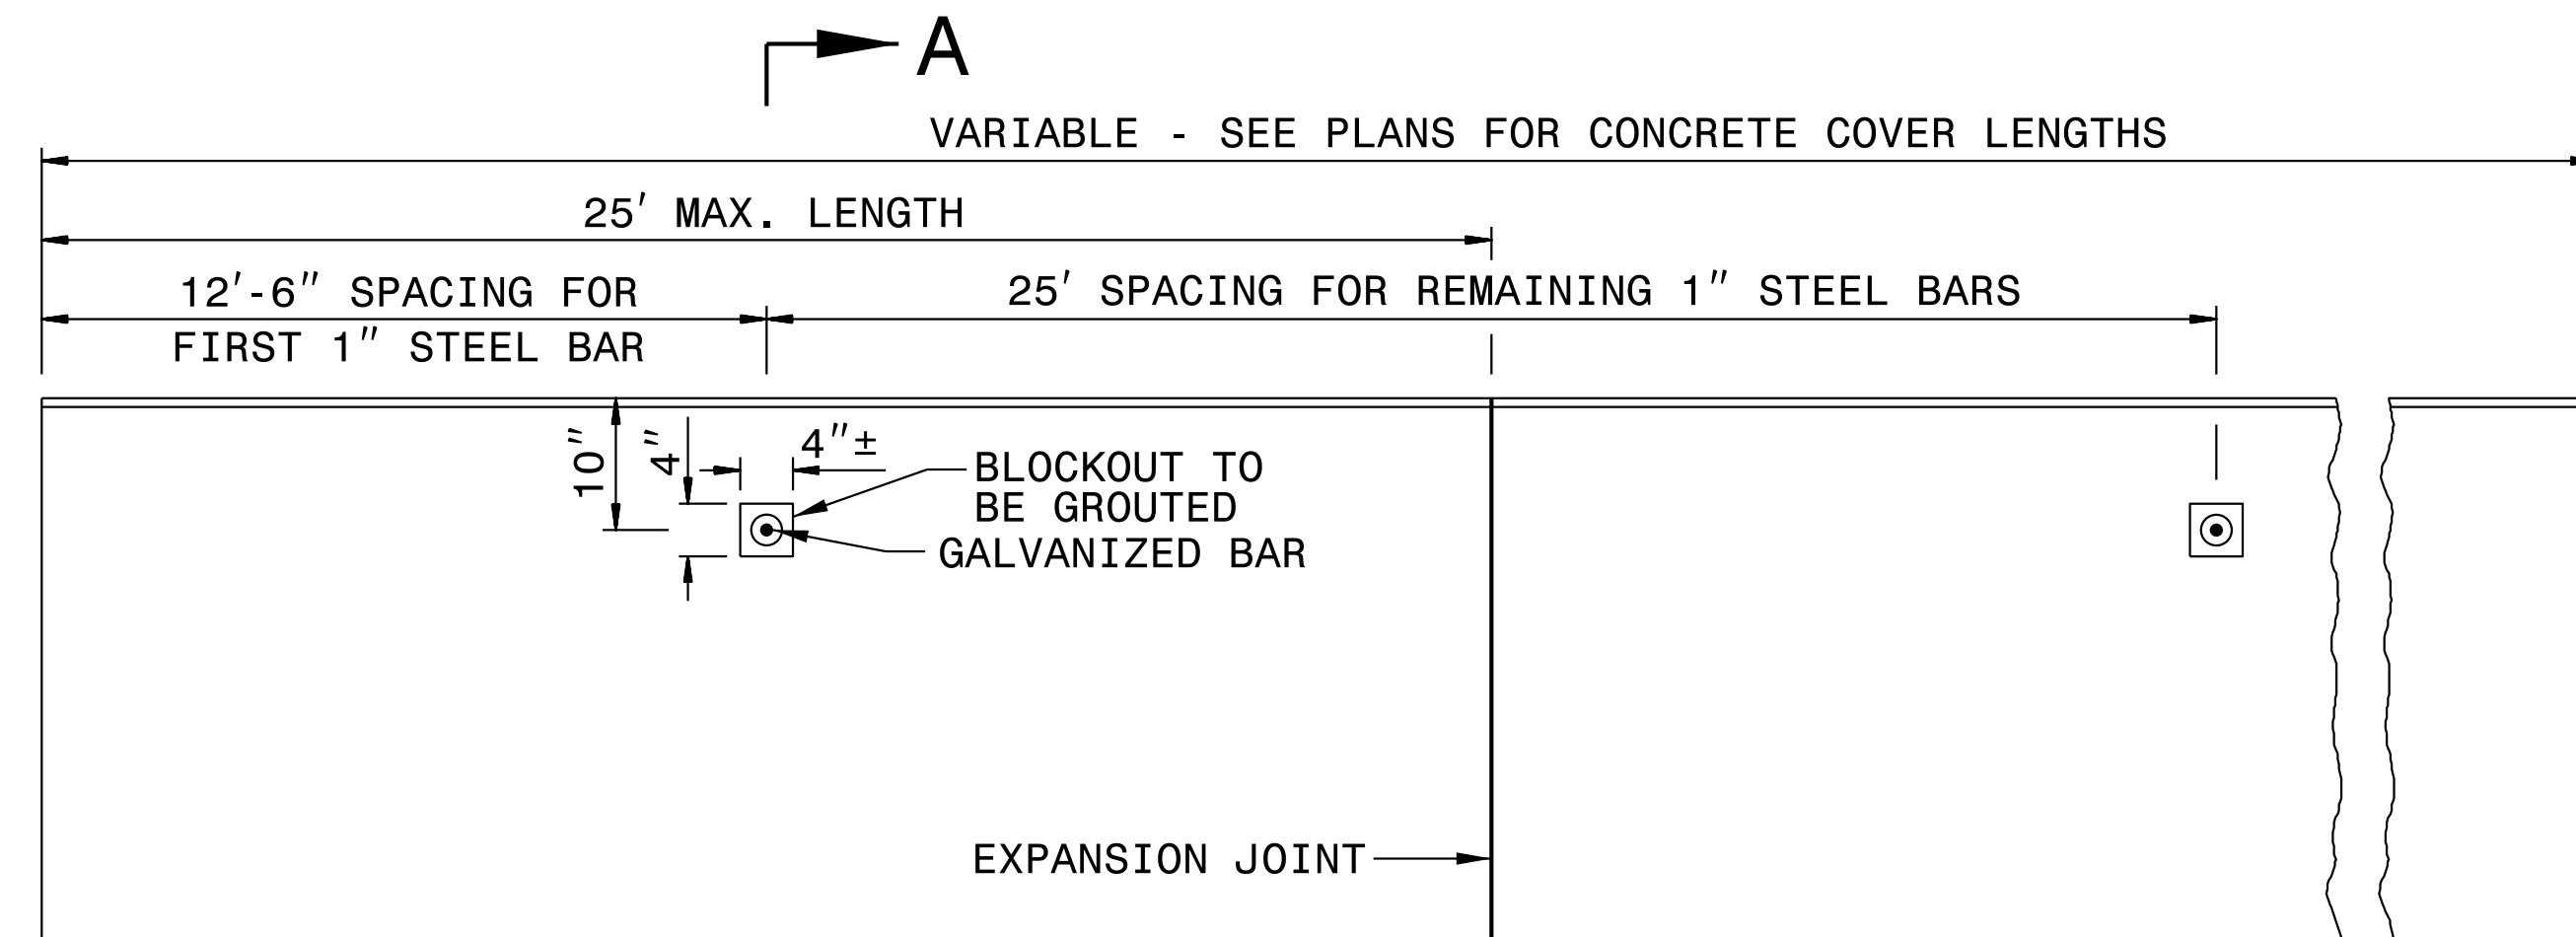 A
VARIABLE - SEE PLANS FOR CONCRETE COVER LENGTHS
25' MAX. LENGTH
12'-6" SPACING FOR
FIRST 1" STEEL BAR
25' SPACING FOR REMAINING 1" STEEL BARS
10"
4"
4"±
BLOCKOUT TO
BE GROUTED
GALVANIZED BAR
EXPANSION JOINT